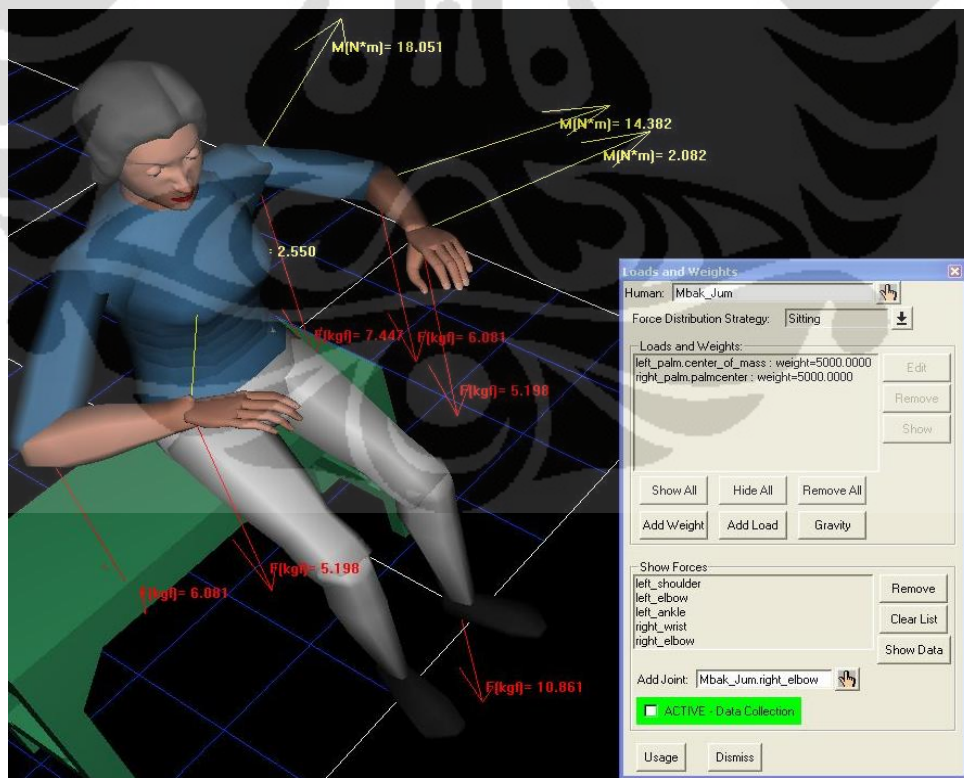 M(N*m)= 18.051
M(N*m)= 14.382
M(N*m)= 2.082
= 2.550
F(kgf)= 7.447
F(kgf)= 6.081
F(kgf)= 5.198
F(kgf)= 5.198
F(kgf)= 6.081
F(kgf)= 10.861
Loads and Weights
Human: Mbak_Jum
Force Distribution Strategy: Sitting
Loads and Weights:
left_palm.center_of_mass : weight=5000.0000
right_palm.palmcenter : weight=5000.0000
Edit
Remove
Show
Show All Hide All Remove All
Add Weight Add Load Gravity
Show Forces
left_shoulder
left_elbow
left_ankle
right_wrist
right_elbow
Remove
Clear List
Show Data
Add Joint: Mbak_Jum.right_elbow
ACTIVE - Data Collection
Usage Dismiss